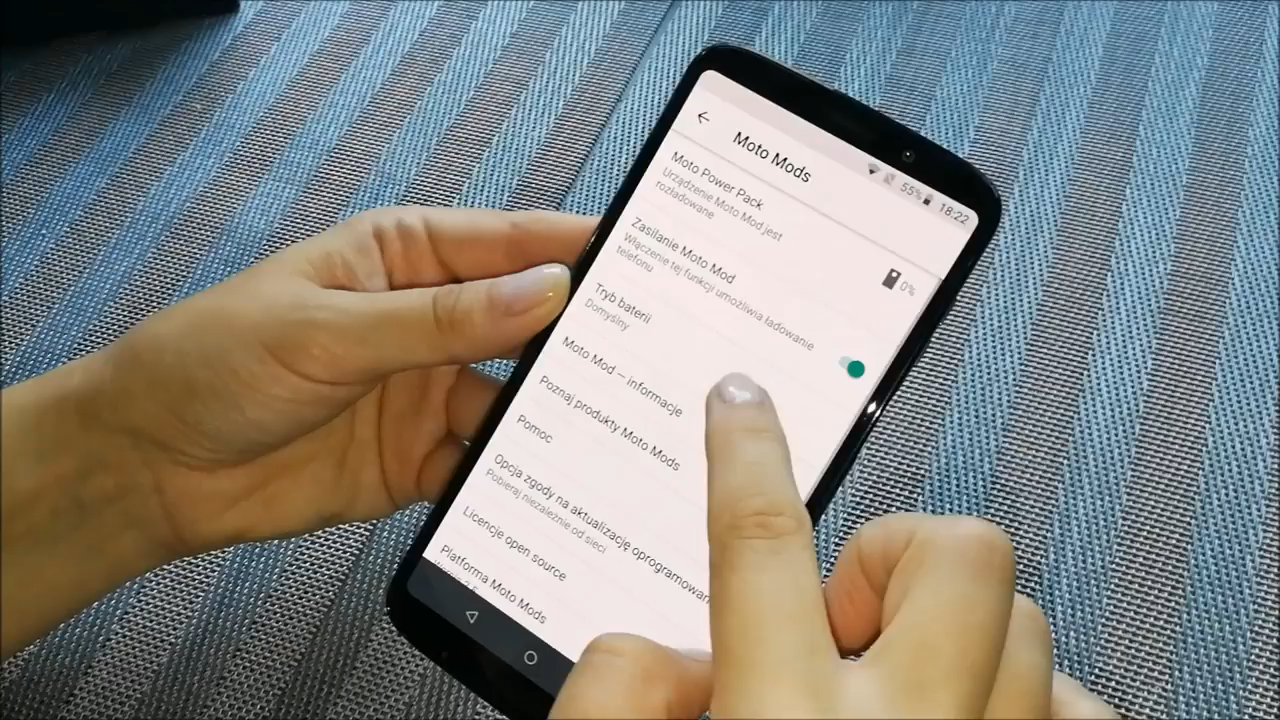 Moto Mods
55%
18:22
Moto Power Pack
Urządzenie Moto Mod jest
rozładowane
0%
Zasilanie Moto Mod
Włączenie tej funkcji umożliwia ładowanie
telefonu
Tryb baterii
Domyślny
Moto Mod — informacje
Poznaj produkty Moto Mods
Pomoc
Opcja zgody na aktualizację oprogramowan
Pobieraj niezależnie od sieci
Licencje open source
Platforma Moto Mods